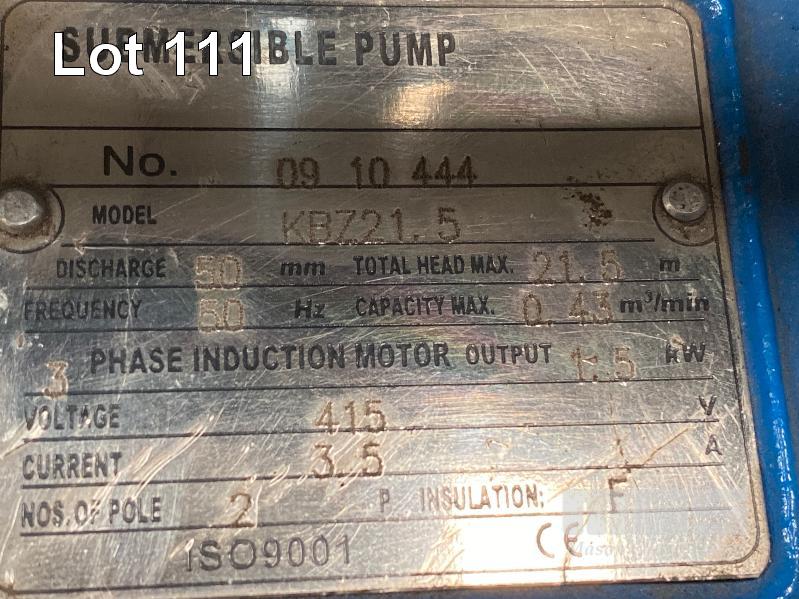 Lot 111
SUBMERSIBLE PUMP
No. 09 10 444
MODEL KBZ21.5
DISCHARGE 50 mm TOTAL HEAD MAX. 21.5 m
FREQUENCY 50 Hz CAPACITY MAX. 0.43 m³/min
3 PHASE INDUCTION MOTOR OUTPUT 1.5 kW
VOLTAGE 415 V
CURRENT 3.5 A
NOS. OF POLE 2 P INSULATION: F
ISO9001 CE